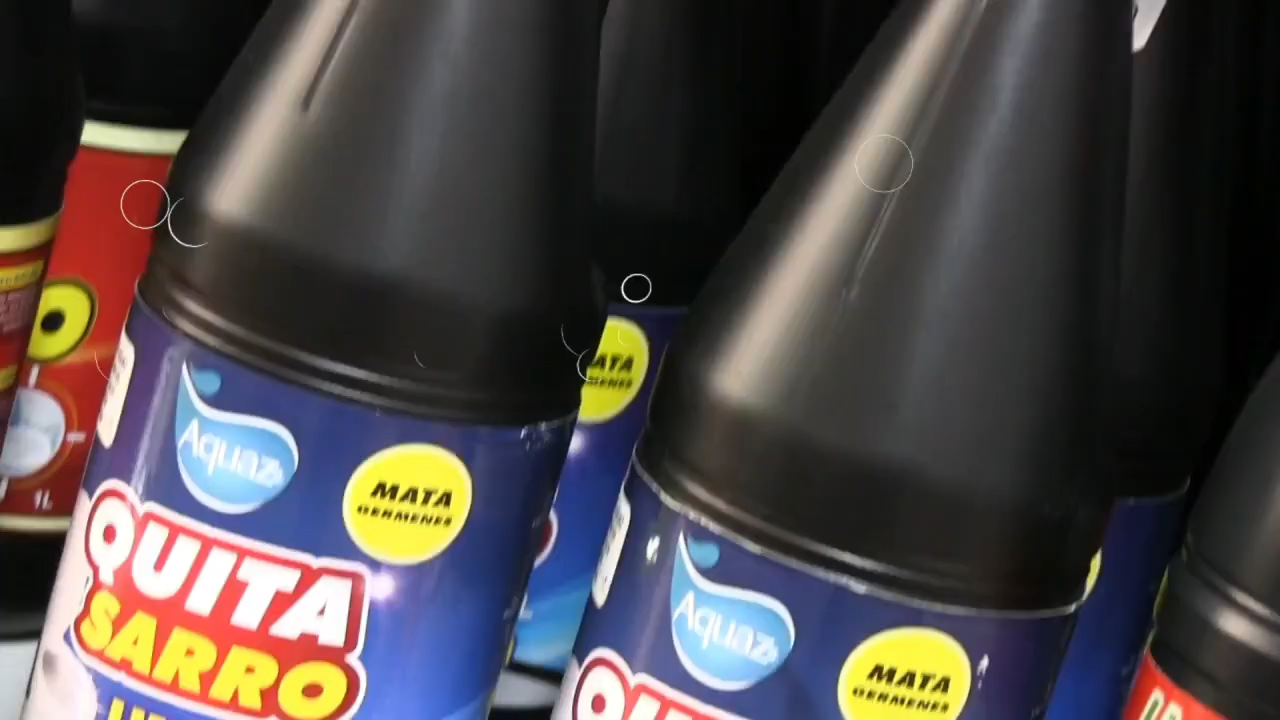 Aquaz
MATA
GERMENES
QUITA
SARRO
1L
MATA
GERMENES
Aquaz
MATA
GERMENES